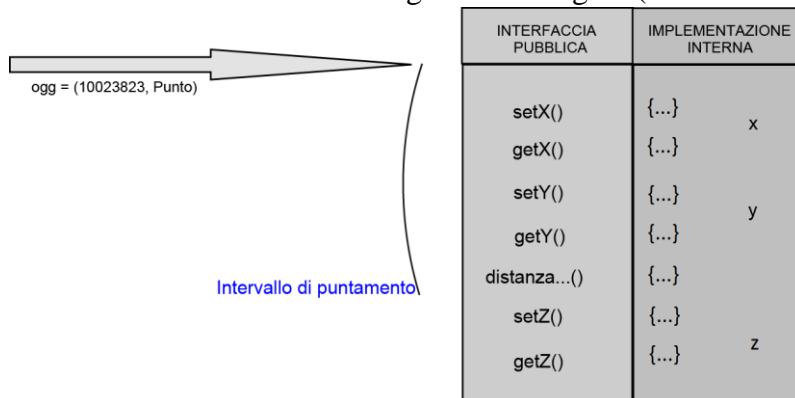 INTERFACCIA PUBBLICA
IMPLEMENTAZIONE INTERNA
ogg = (10023823, Punto)
setX() {...}
x
getX() {...}
setY() {...}
y
getY() {...}
Intervallo di puntamento
distanza...() {...}
setZ() {...}
z
getZ() {...}